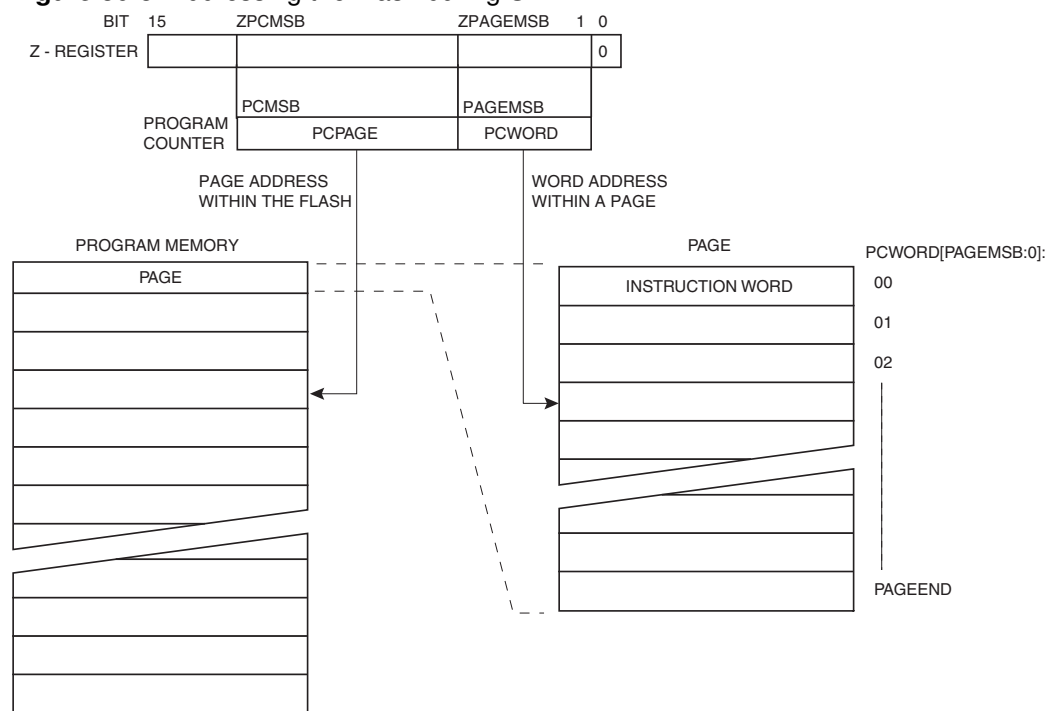 BIT 15 ZPCMSB ZPAGEMSB 1 0
Z - REGISTER 0
PCMSB PAGEMSB
PROGRAM
COUNTER
PCPAGE PCWORD
PAGE ADDRESS
WITHIN THE FLASH
WORD ADDRESS
WITHIN A PAGE
PROGRAM MEMORY
PAGE
PAGE
PCWORD[PAGEMSB:0]:
INSTRUCTION WORD
00
01
02
PAGEEND